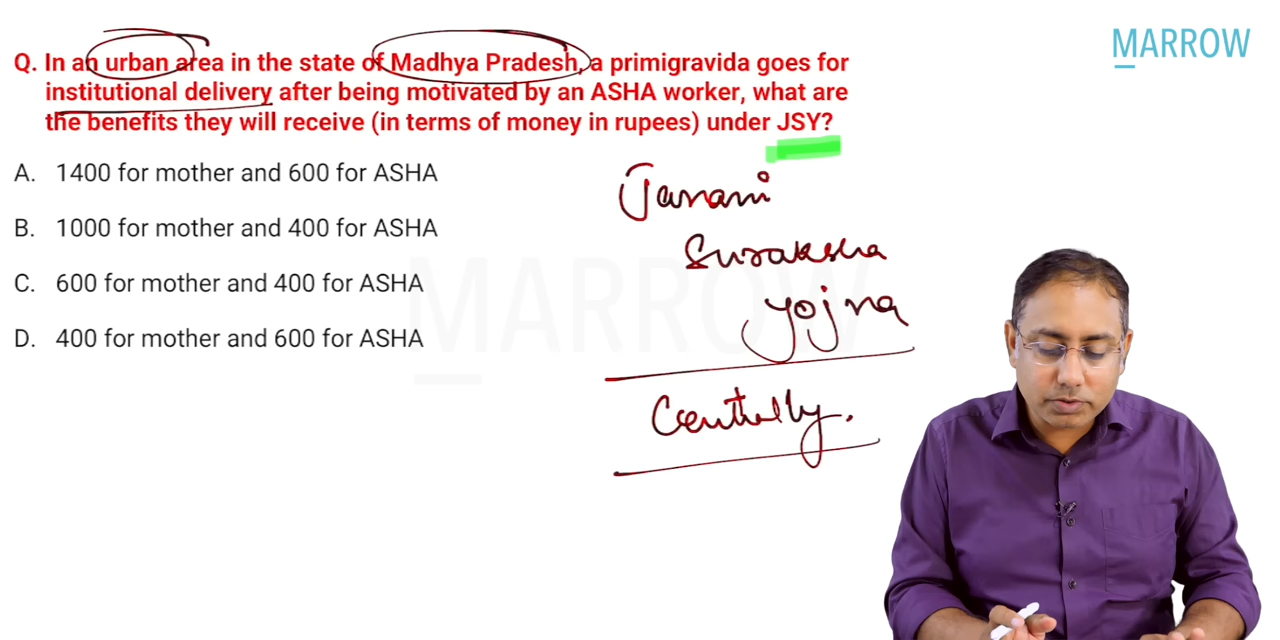 MARROW
Q. In an urban area in the state of Madhya Pradesh, a primigravida goes for
institutional delivery after being motivated by an ASHA worker, what are
the benefits they will receive (in terms of money in rupees) under JSY?
A. 1400 for mother and 600 for ASHA
B. 1000 for mother and 400 for ASHA
C. 600 for mother and 400 for ASHA
D. 400 for mother and 600 for ASHA
Janani
Suraksha
Yojna
Centrally.
MARROW